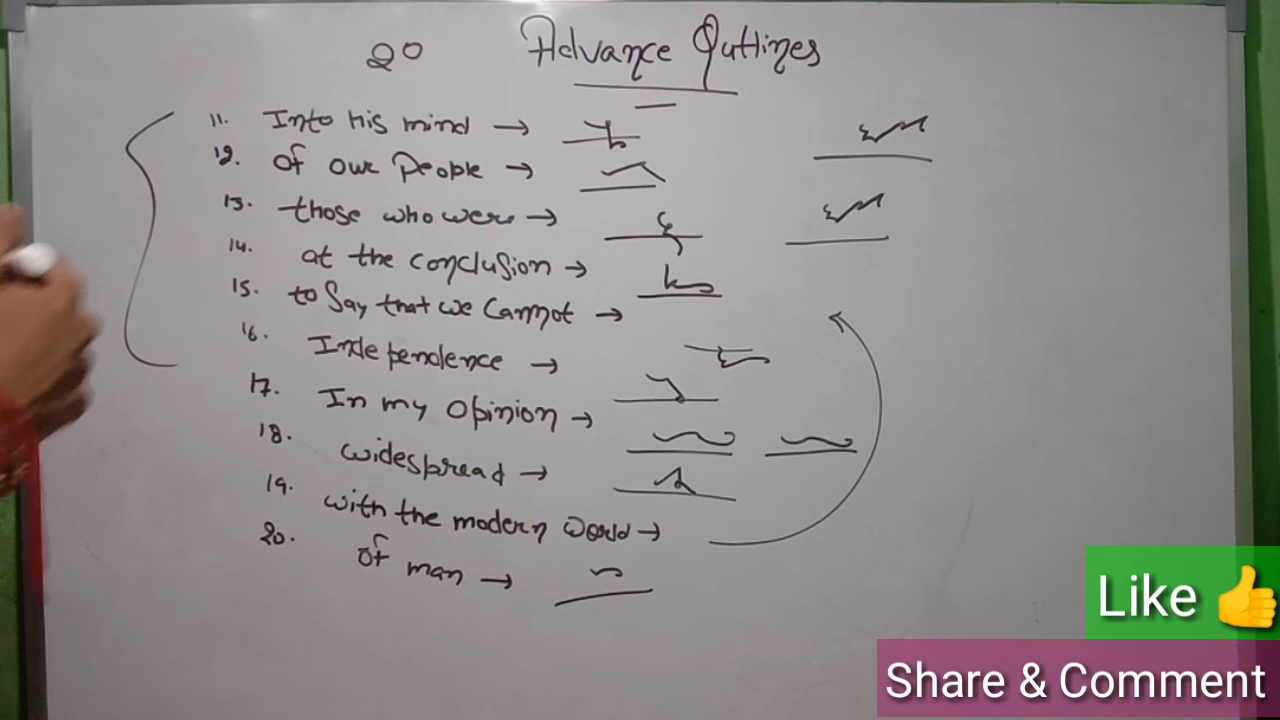 20 Advance Outlines
11. Into His mind →
12. of our People →
13. those who were →
14. at the conclusion →
15. to Say that we Cannot →
16. Independence →
17. In my opinion →
18. widespread →
19. with the modern world →
20. of man →
Like 👍
Share & Comment